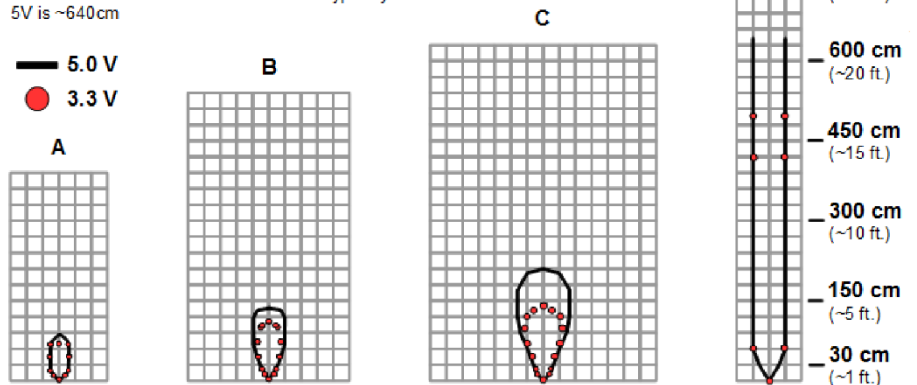 5V is ~640cm
5.0 V
3.3 V
A
B
C
600 cm
(~20 ft.)
450 cm
(~15 ft.)
300 cm
(~10 ft.)
150 cm
(~5 ft.)
30 cm
(~1 ft.)